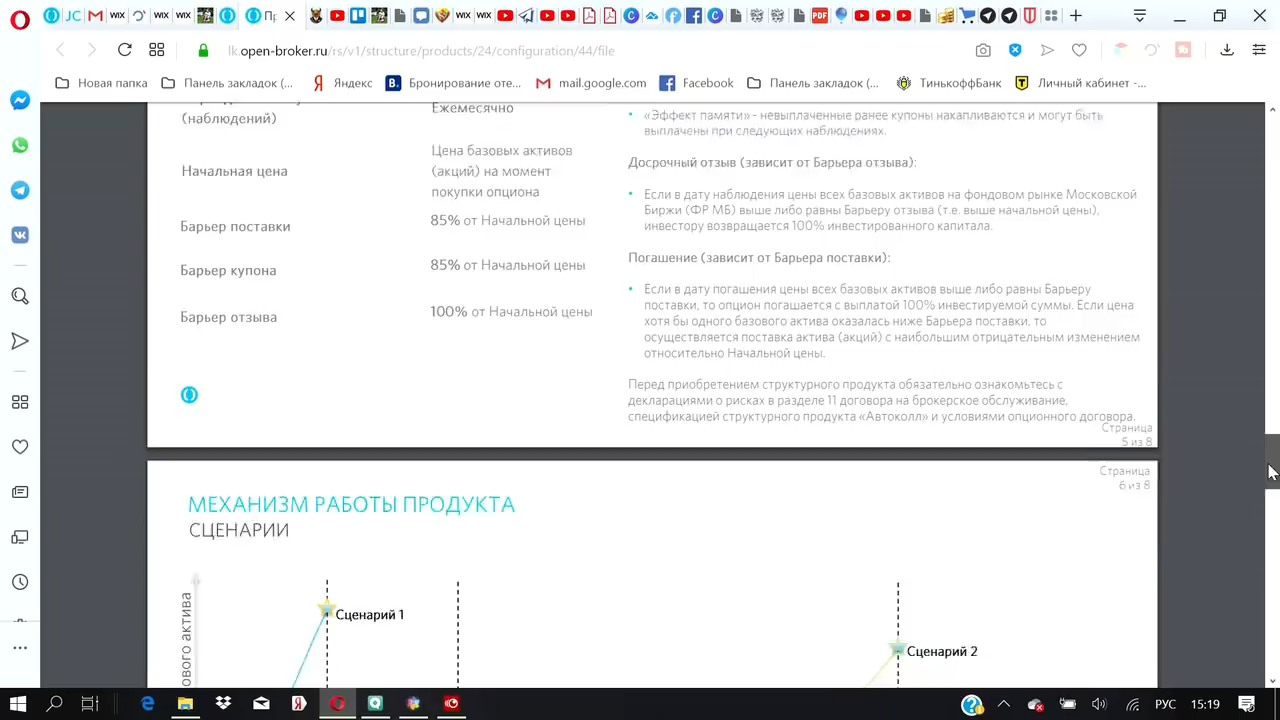 lk.open-broker.ru/rs/v1/structure/products/24/configuration/44/file
Новая папка
Панель закладок (...
Яндекс
Бронирование оте...
mail.google.com
Facebook
Панель закладок (...
ТинькоффБанк
Личный кабинет -...
(наблюдений)
Ежемесячно
Начальная цена
Цена базовых активов
(акций) на момент
покупки опциона
Барьер поставки
85% от Начальной цены
Барьер купона
85% от Начальной цены
Барьер отзыва
100% от Начальной цены
• «Эффект памяти» - невыплаченные ранее купоны накапливаются и могут быть
выплачены при следующих наблюдениях.
Досрочный отзыв (зависит от Барьера отзыва):
• Если в дату наблюдения цены всех базовых активов на фондовом рынке Московской
Биржи (ФР МБ) выше либо равны Барьеру отзыва (т.е. выше начальной цены),
инвестору возвращается 100% инвестированного капитала.
Погашение (зависит от Барьера поставки):
• Если в дату погашения цены всех базовых активов выше либо равны Барьеру
поставки, то опцион погашается с выплатой 100% инвестируемой суммы. Если цена
хотя бы одного базового актива оказалась ниже Барьера поставки, то
осуществляется поставка актива (акций) с наибольшим отрицательным изменением
относительно Начальной цены.
Перед приобретением структурного продукта обязательно ознакомьтесь с
декларациями о рисках в разделе 11 договора на брокерское обслуживание,
спецификацией структурного продукта «Автоколл» и условиями опционного договора.
Страница
5 из 8
Страница
6 из 8
МЕХАНИЗМ РАБОТЫ ПРОДУКТА
СЦЕНАРИИ
ового актива
Сценарий 1
Сценарий 2
РУС
15:19